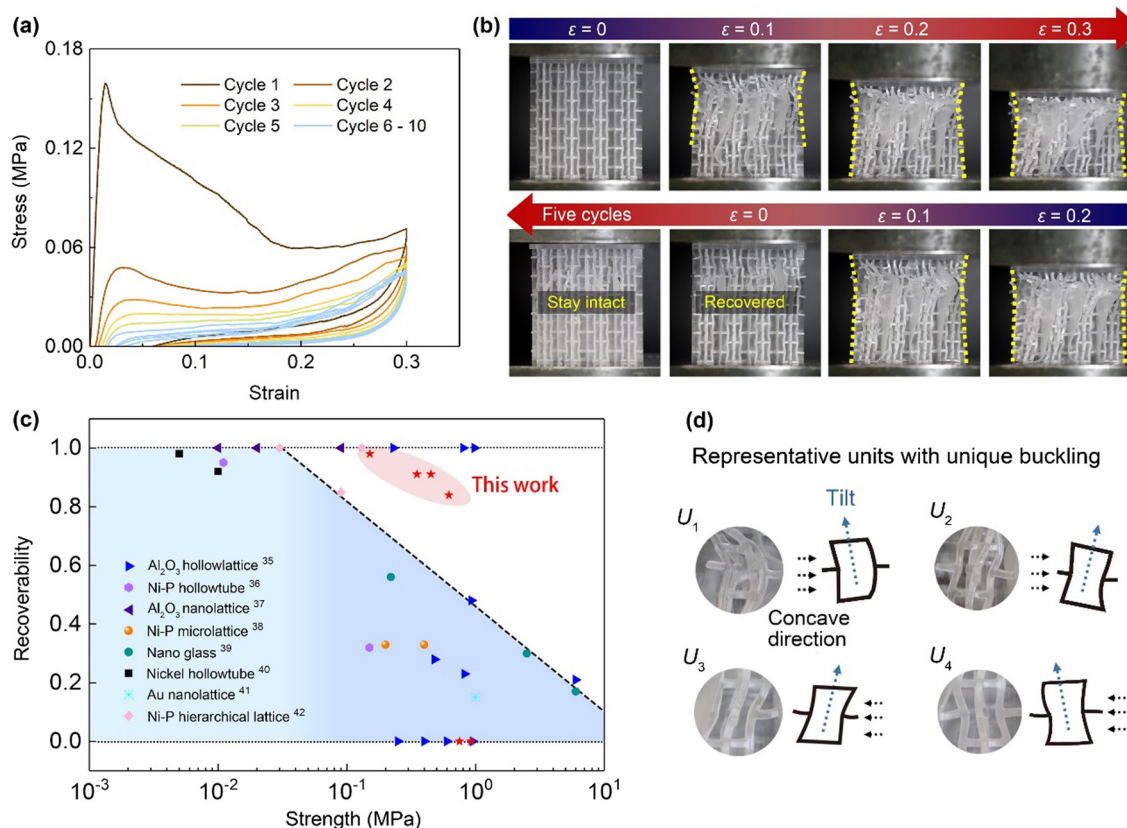 (a)
0.18
0.12
0.06
0.00
Stress (MPa)
Cycle 1 Cycle 2
Cycle 3 Cycle 4
Cycle 5 Cycle 6 - 10
0.0 0.1 0.2 0.3
Strain
(b)
ε = 0 ε = 0.1 ε = 0.2 ε = 0.3
Five cycles ε = 0 ε = 0.1 ε = 0.2
Stay intact Recovered
(c)
1.0
0.8
0.6
0.4
0.2
0.0
Recoverability
This work
Al₂O₃ hollowlattice ³⁵
Ni-P hollowtube ³⁶
Al₂O₃ nanolattice ³⁷
Ni-P microlattice ³⁸
Nano glass ³⁹
Nickel hollowtube ⁴⁰
Au nanolattice ⁴¹
Ni-P hierarchical lattice ⁴²
10⁻³ 10⁻² 10⁻¹ 10⁰ 10¹
Strength (MPa)
(d)
Representative units with unique buckling
U₁ Tilt U₂
Concave
direction
U₃ U₄